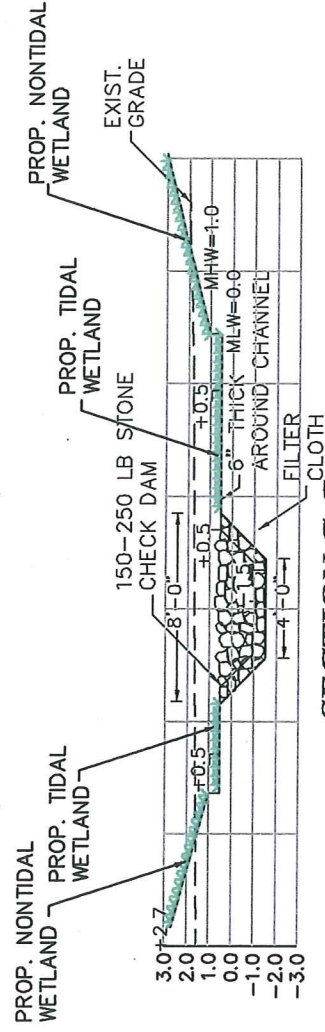 PROP. NONTIDAL
WETLAND
PROP. TIDAL
WETLAND
150-250 LB STONE
CHECK DAM
PROP. TIDAL
WETLAND
PROP. NONTIDAL
WETLAND
EXIST.
GRADE
8'-0"
+2.7
+0.5
+0.5
+0.5
MHW=1.0
MLW=0.0
6" THICK
AROUND CHANNEL
-1.5
4'-0"
FILTER
CLOTH
3.0
2.0
1.0
0.0
-1.0
-2.0
-3.0